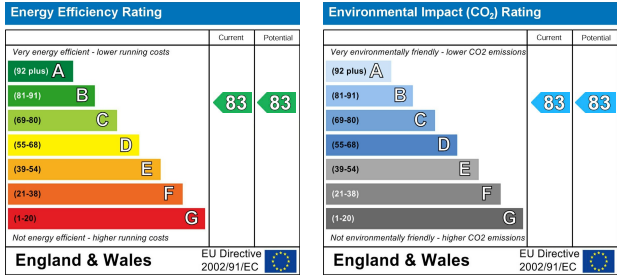 Energy Efficiency Rating
Current Potential
Very energy efficient - lower running costs
(92 plus) A
(81-91) B
83 83
(69-80) C
(55-68) D
(39-54) E
(21-38) F
(1-20) G
Not energy efficient - higher running costs
England & Wales
EU Directive
2002/91/EC
Environmental Impact (CO₂) Rating
Current Potential
Very environmentally friendly - lower CO2 emissions
(92 plus) A
(81-91) B
83 83
(69-80) C
(55-68) D
(39-54) E
(21-38) F
(1-20) G
Not environmentally friendly - higher CO2 emissions
England & Wales
EU Directive
2002/91/EC